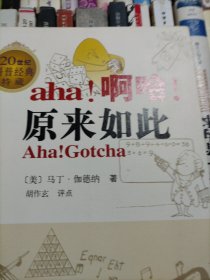 20世纪
科普经典
特藏
aha!啊哈!
原来如此
Aha!Gotcha
〔美〕马丁·伽德纳 著
胡作玄 评点